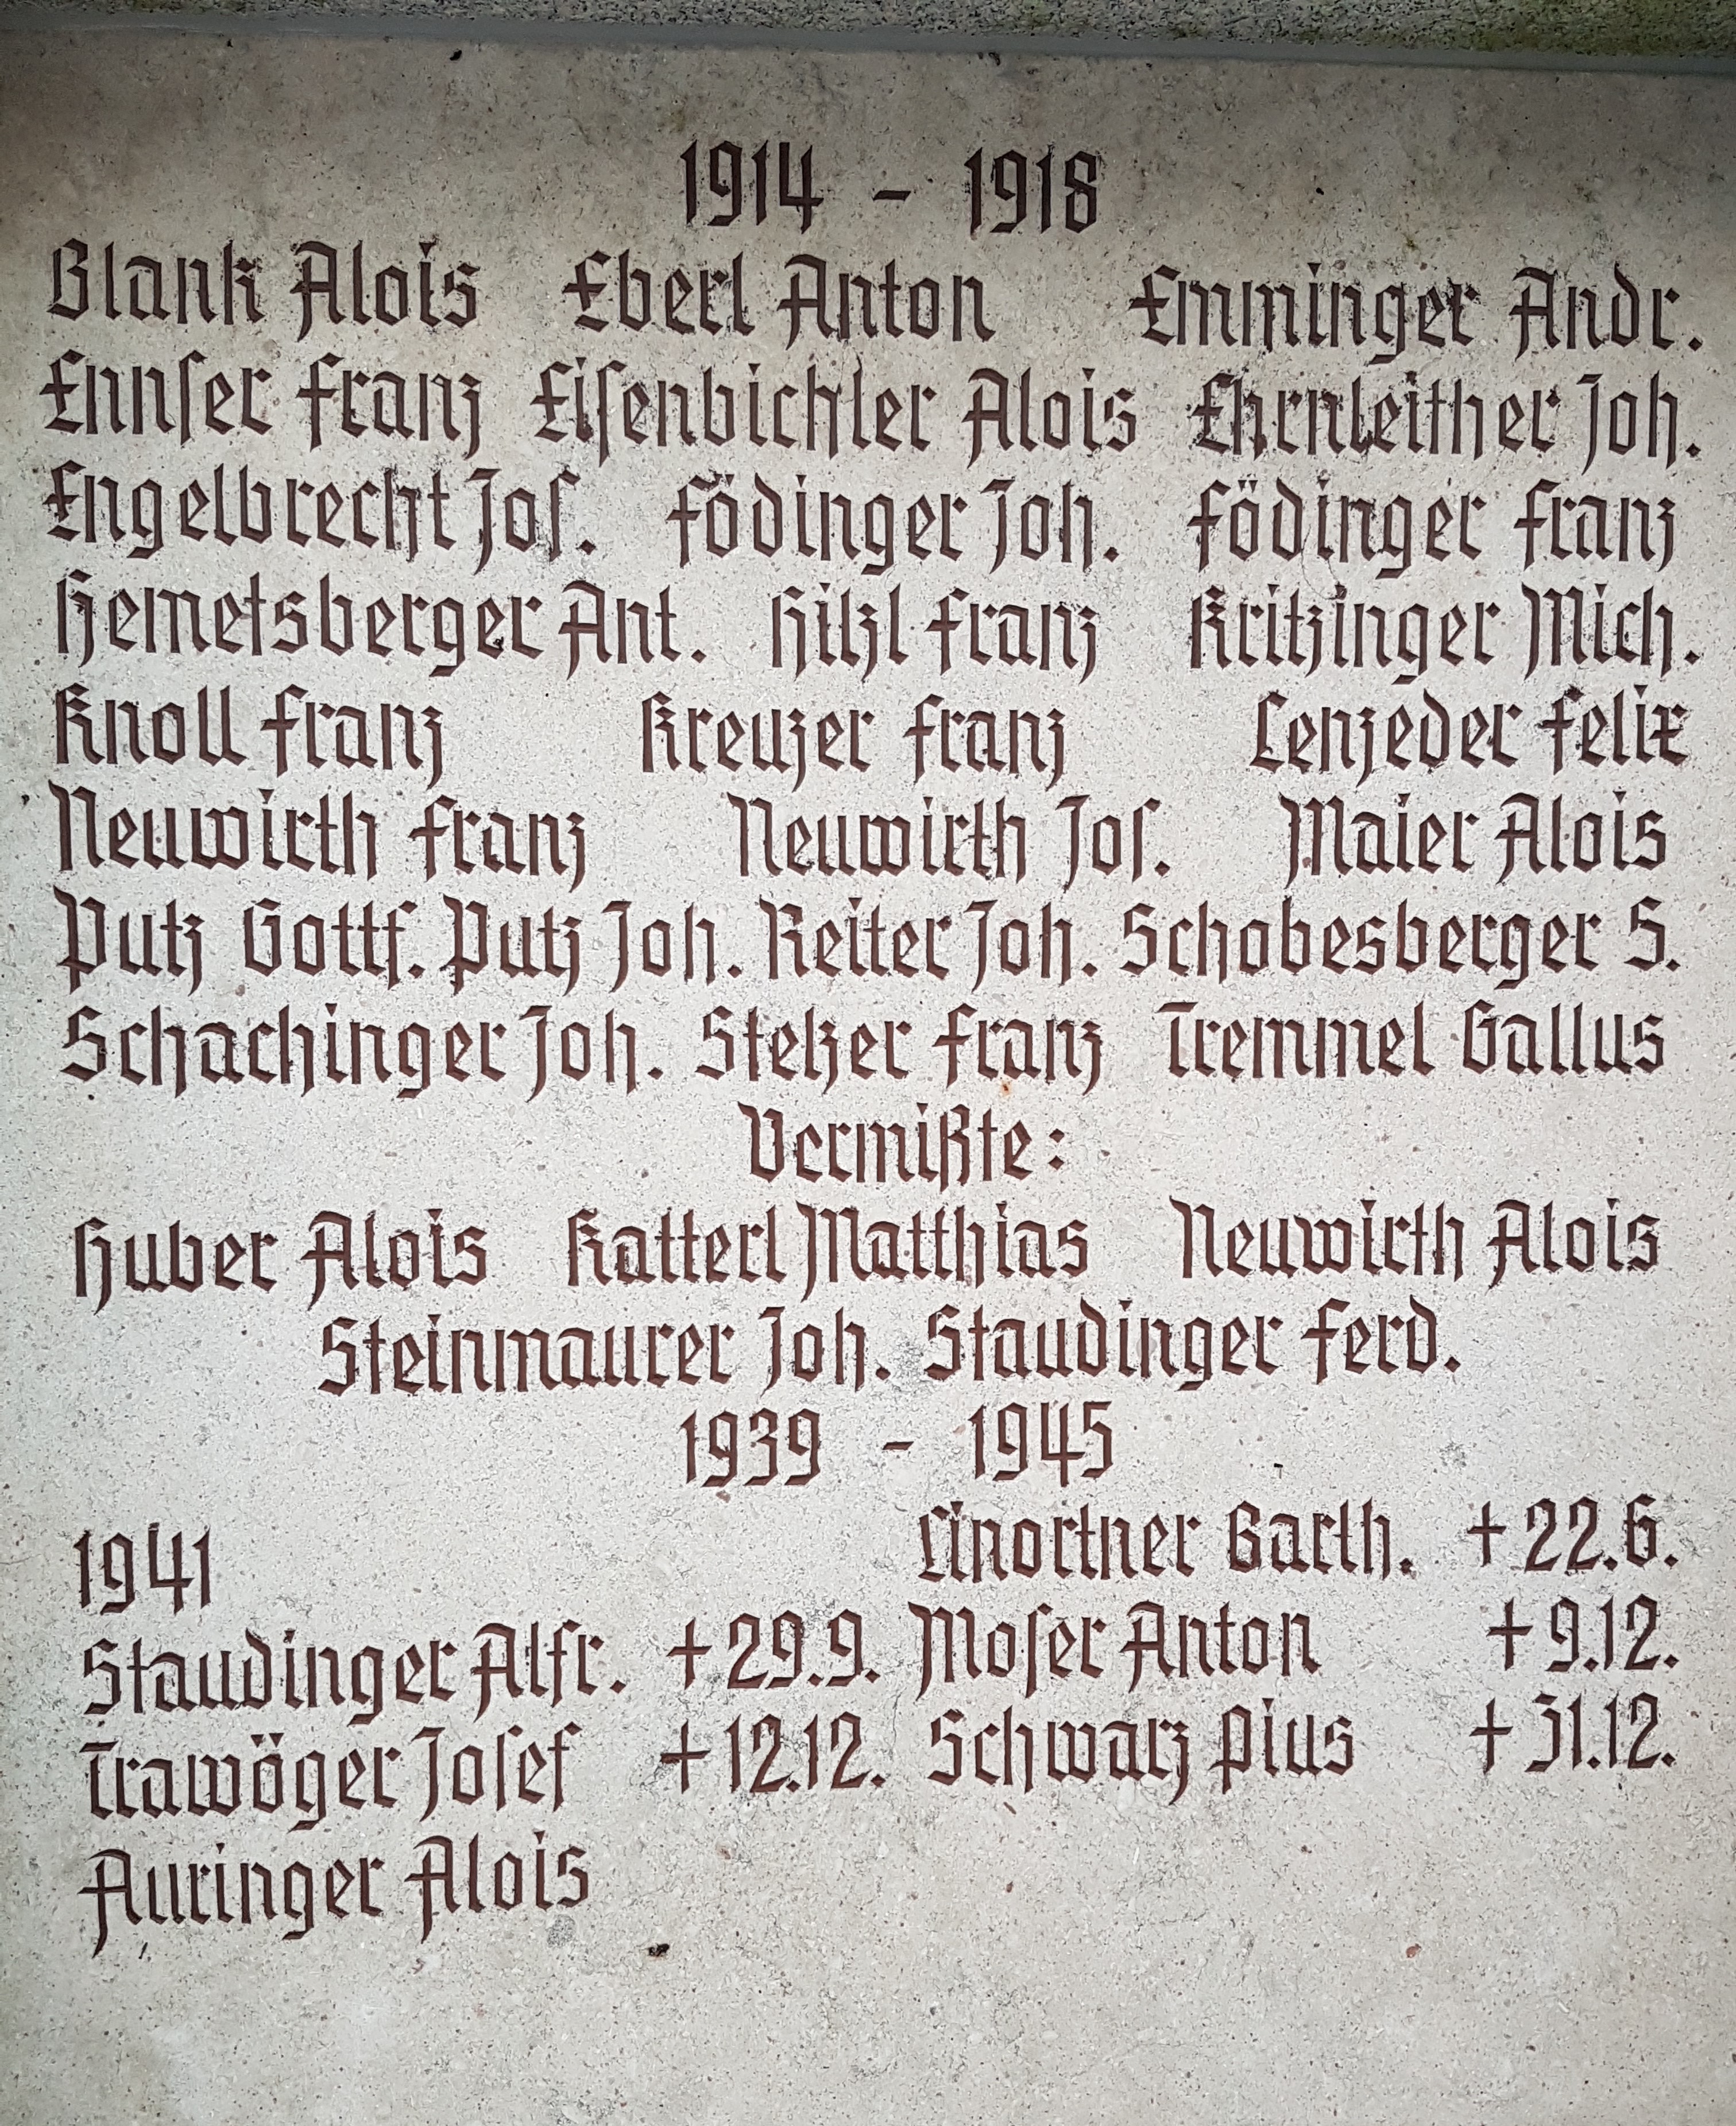 1914 - 1918
Blank Alois Eberl Anton Emminger Andr.
Ennſer Franz Eiſenbichler Alois Ehrnleither Joh.
Engelbrecht Joſ. Födinger Joh. Födinger Franz
Hemetsberger Ant. Hitzl Franz Kritzinger Mich.
Knoll Franz Kreuzer Franz Lenzeder Felix
Neuwirth Franz Neuwirth Joſ. Maier Alois
Putz Gottf. Putz Joh. Reiter Joh. Schobesberger S.
Schachinger Joh. Stelzer Franz Tremmel Gallus
Vermißte:
Huber Alois Katterl Matthias Neuwirth Alois
Steinmaurer Joh. Staudinger Ferd.
1939 - 1945
1941 Linortner Barth. +22.6.
Staudinger Alfr. +29.9. Moſer Anton +9.12.
Trawöger Joſef +12.12. Schwarz Pius +31.12.
Auringer Alois